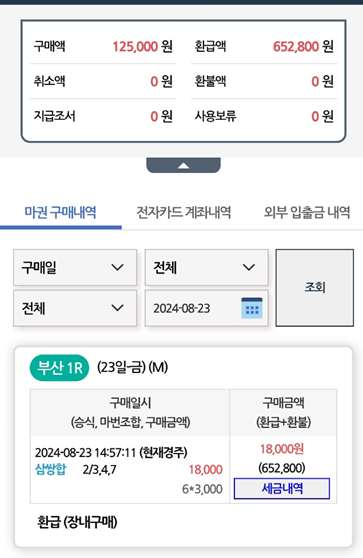 구매액 125,000 원 환급액 652,800 원
취소액 0 원 환불액 0 원
지급조서 0 원 사용보류 0 원
마권 구매내역 전자카드 계좌내역 외부 입출금 내역
구매일 전체 조회
전체 2024-08-23
부산 1R (23일-금) (M)
구매일시 구매금액
(승식, 마번조합, 구매금액) (환급+환불)
2024-08-23 14:57:11 (현재경주) 18,000원
삼쌍합 2/3,4,7 18,000 (652,800)
6*3,000 세금내역
환급 (장내구매)